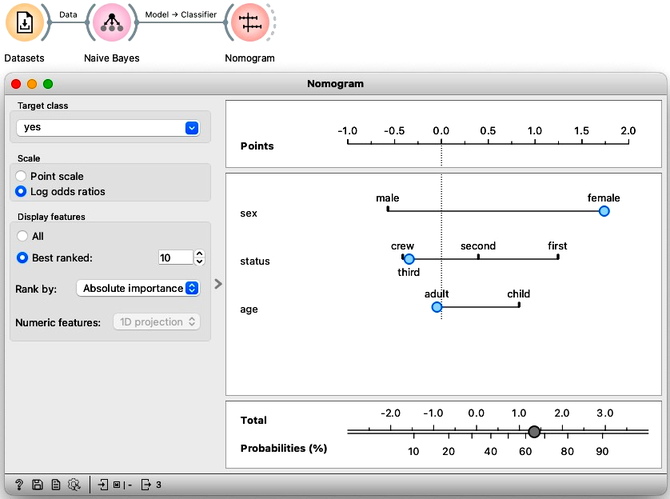 Data
Model → Classifier
Datasets
Naive Bayes
Nomogram
Nomogram
Target class
yes
Scale
Point scale
Log odds ratios
Display features
All
Best ranked:
10
Rank by:
Absolute importance
Numeric features:
1D projection
Points
-1.0 -0.5 0.0 0.5 1.0 1.5 2.0
sex
male female
status
crew second first
third
age
adult child
Total
-2.0 -1.0 0.0 1.0 2.0 3.0
Probabilities (%)
10 20 40 60 80 90
? | - 3